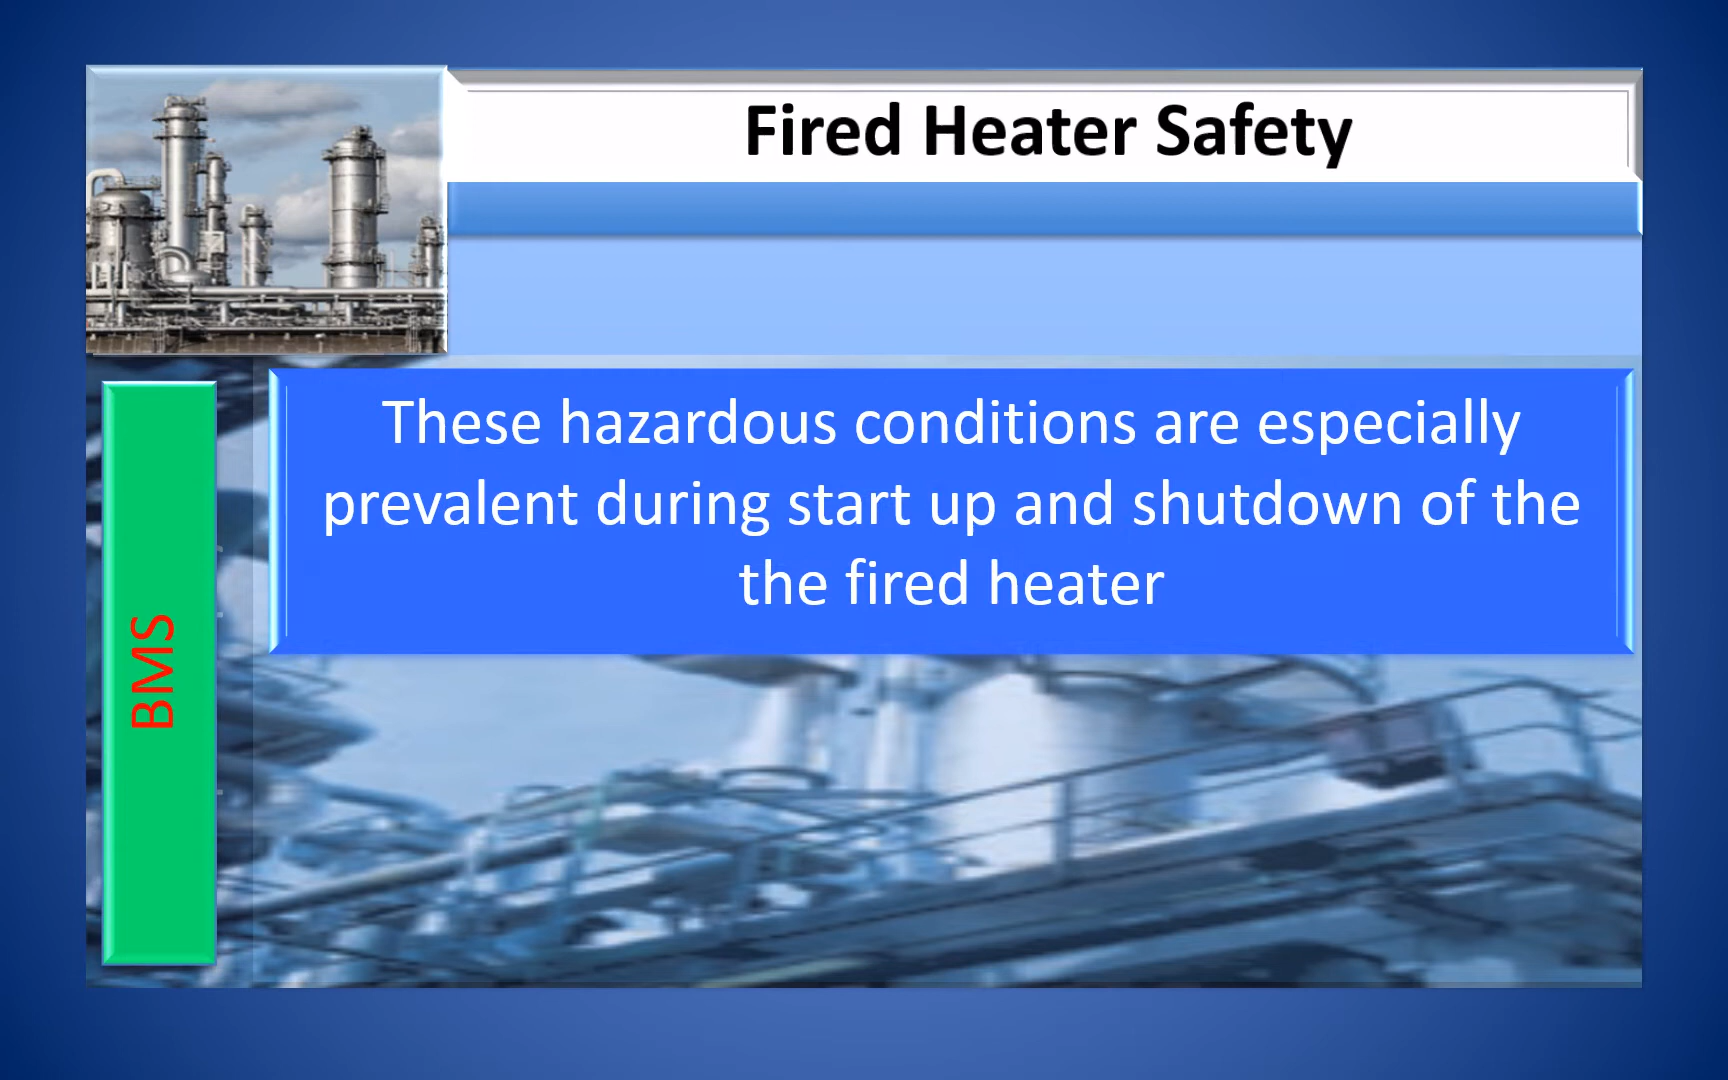 Fired Heater Safety
These hazardous conditions are especially
prevalent during start up and shutdown of the
the fired heater
BMS